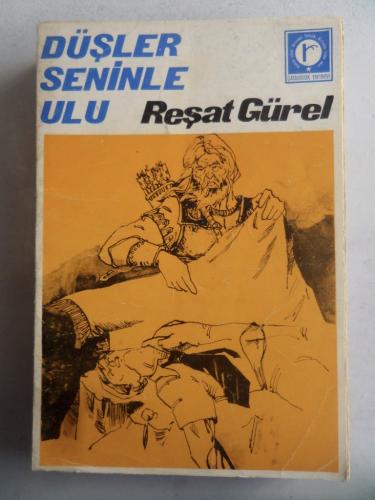 DÜŞLER
SENİNLE
ULU
Reşat Gürel
r